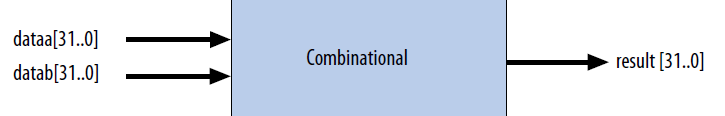 dataa[31..0]
datab[31..0]
Combinational
result [31..0]